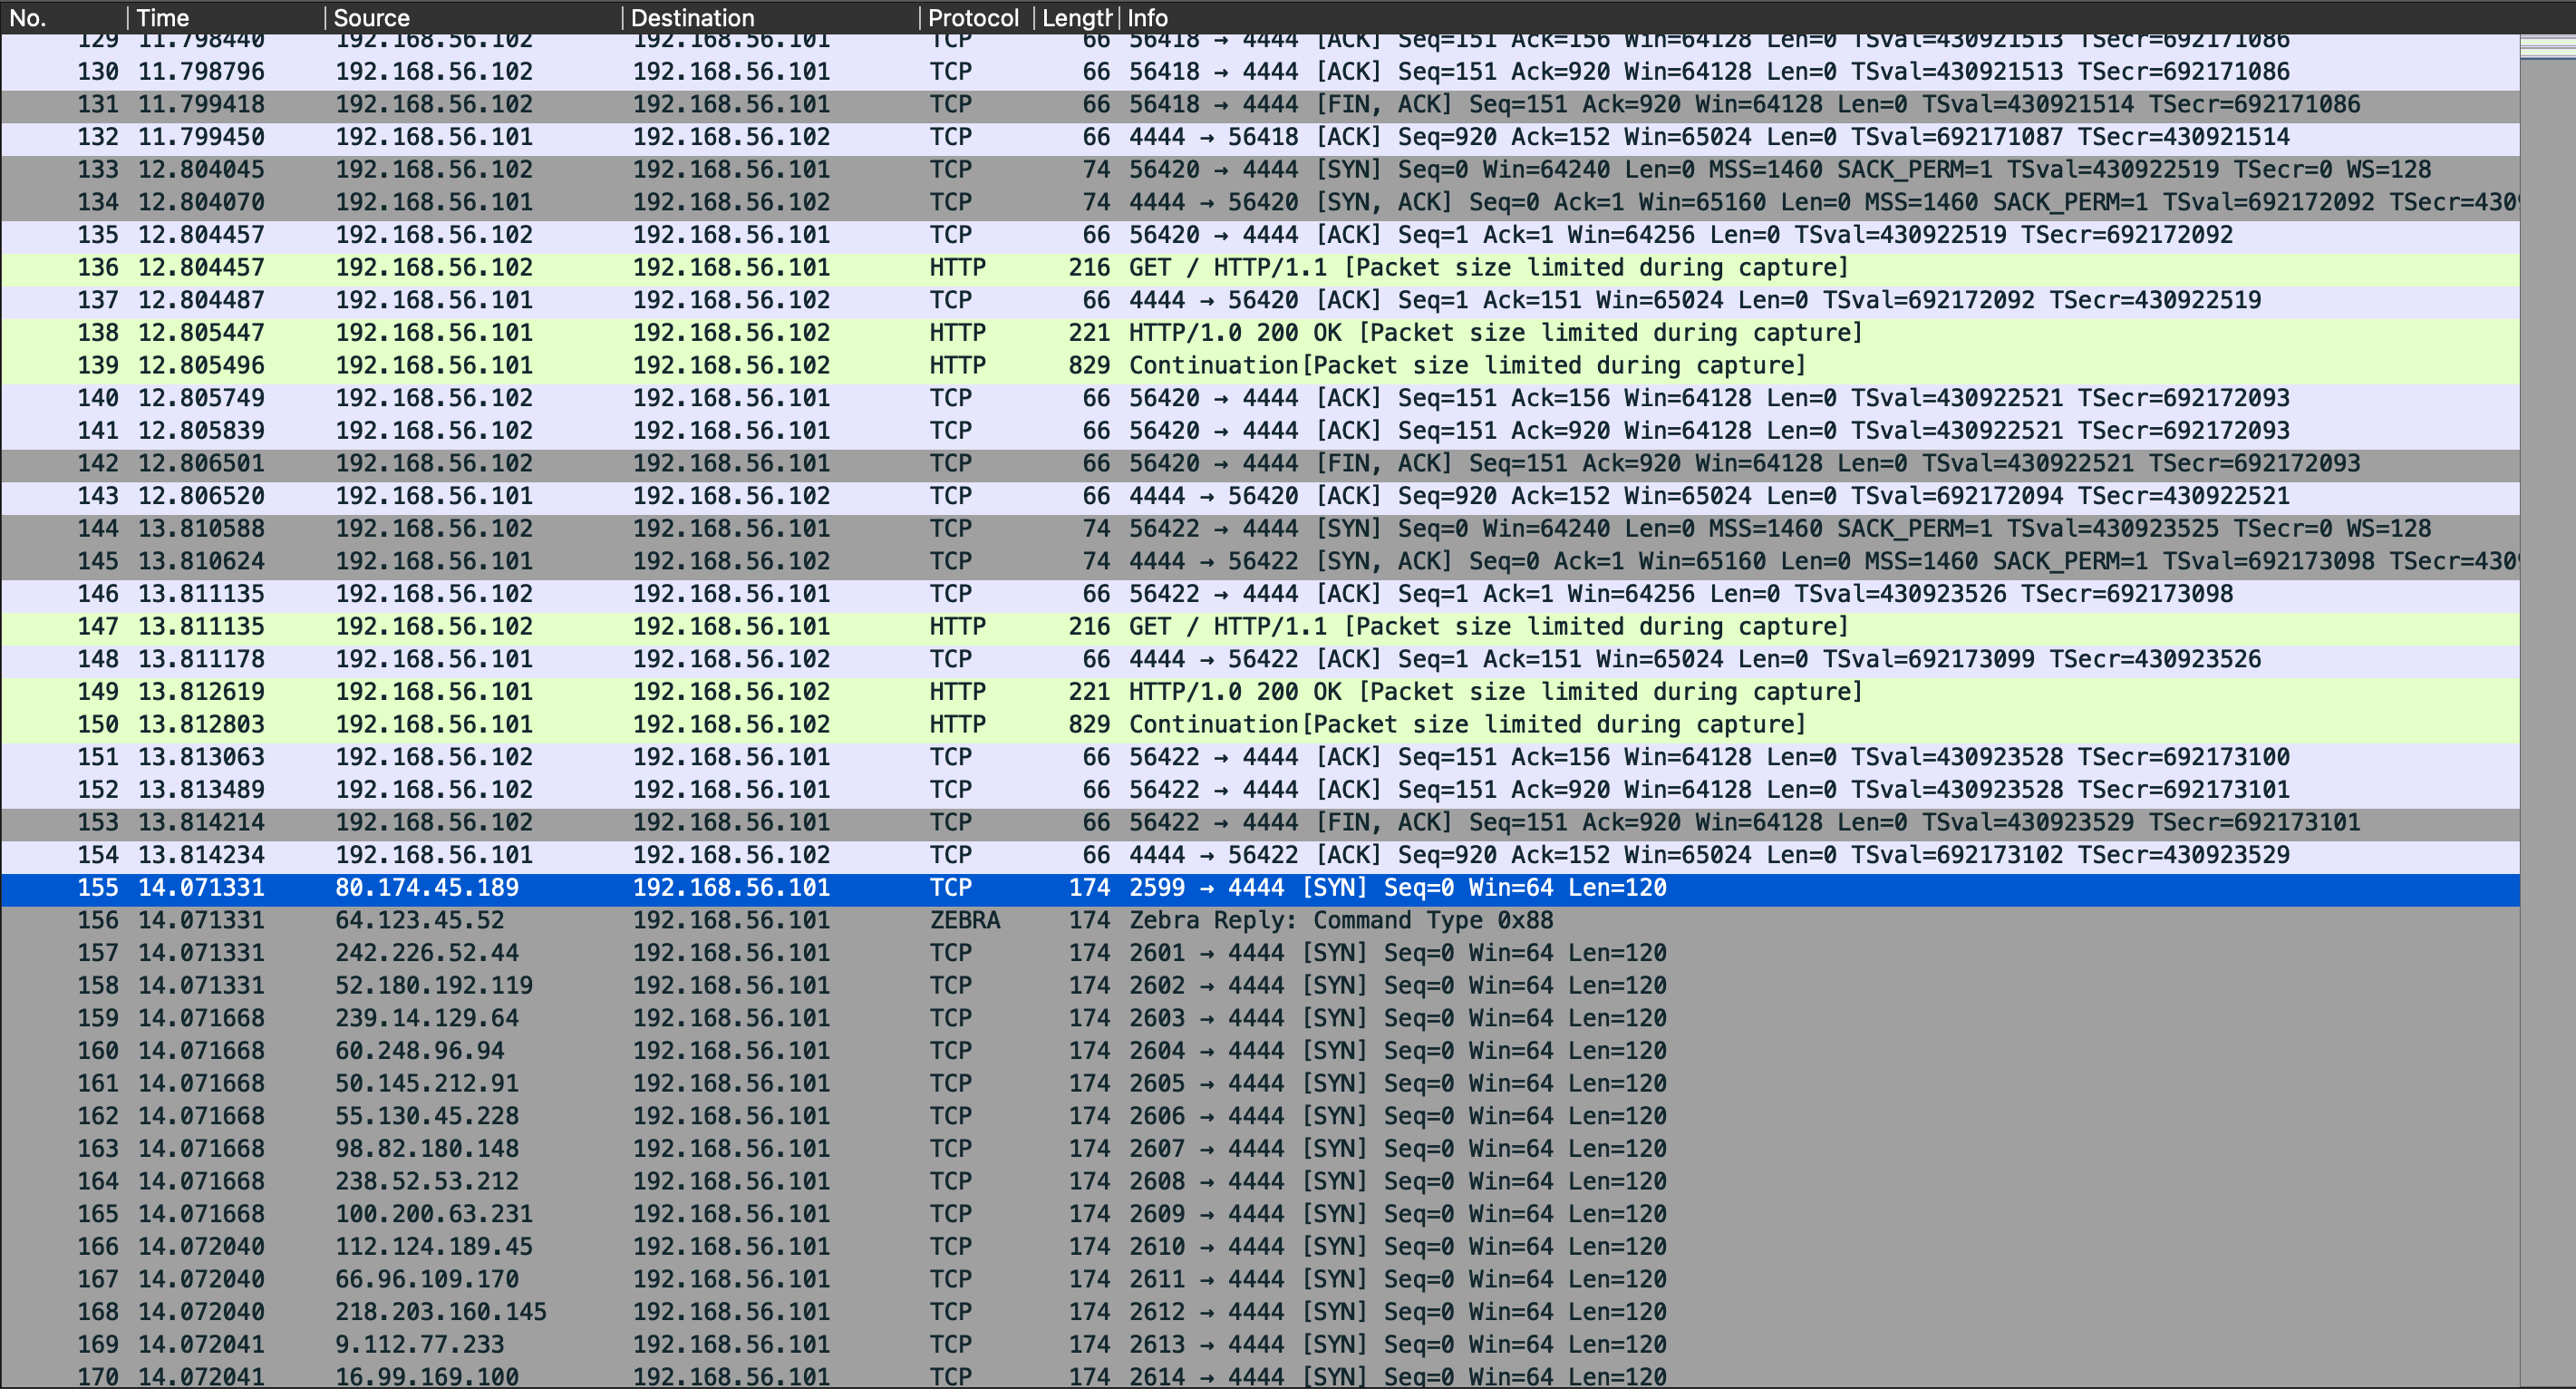 No. Time Source Destination Protocol Length Info
129 11.798440 192.168.56.102 192.168.56.101 TCP 66 56418 → 4444 [ACK] Seq=151 Ack=156 Win=64128 Len=0 TSval=430921513 TSecr=692171086
130 11.798796 192.168.56.102 192.168.56.101 TCP 66 56418 → 4444 [ACK] Seq=151 Ack=920 Win=64128 Len=0 TSval=430921513 TSecr=692171086
131 11.799418 192.168.56.102 192.168.56.101 TCP 66 56418 → 4444 [FIN, ACK] Seq=151 Ack=920 Win=64128 Len=0 TSval=430921514 TSecr=692171086
132 11.799450 192.168.56.101 192.168.56.102 TCP 66 4444 → 56418 [ACK] Seq=920 Ack=152 Win=65024 Len=0 TSval=692171087 TSecr=430921514
133 12.804045 192.168.56.102 192.168.56.101 TCP 74 56420 → 4444 [SYN] Seq=0 Win=64240 Len=0 MSS=1460 SACK_PERM=1 TSval=430922519 TSecr=0 WS=128
134 12.804070 192.168.56.101 192.168.56.102 TCP 74 4444 → 56420 [SYN, ACK] Seq=0 Ack=1 Win=65160 Len=0 MSS=1460 SACK_PERM=1 TSval=692172092 TSecr=430
135 12.804457 192.168.56.102 192.168.56.101 TCP 66 56420 → 4444 [ACK] Seq=1 Ack=1 Win=64256 Len=0 TSval=430922519 TSecr=692172092
136 12.804457 192.168.56.102 192.168.56.101 HTTP 216 GET / HTTP/1.1 [Packet size limited during capture]
137 12.804487 192.168.56.101 192.168.56.102 TCP 66 4444 → 56420 [ACK] Seq=1 Ack=151 Win=65024 Len=0 TSval=692172092 TSecr=430922519
138 12.805447 192.168.56.101 192.168.56.102 HTTP 221 HTTP/1.0 200 OK [Packet size limited during capture]
139 12.805496 192.168.56.101 192.168.56.102 HTTP 829 Continuation[Packet size limited during capture]
140 12.805749 192.168.56.102 192.168.56.101 TCP 66 56420 → 4444 [ACK] Seq=151 Ack=156 Win=64128 Len=0 TSval=430922521 TSecr=692172093
141 12.805839 192.168.56.102 192.168.56.101 TCP 66 56420 → 4444 [ACK] Seq=151 Ack=920 Win=64128 Len=0 TSval=430922521 TSecr=692172093
142 12.806501 192.168.56.102 192.168.56.101 TCP 66 56420 → 4444 [FIN, ACK] Seq=151 Ack=920 Win=64128 Len=0 TSval=430922521 TSecr=692172093
143 12.806520 192.168.56.101 192.168.56.102 TCP 66 4444 → 56420 [ACK] Seq=920 Ack=152 Win=65024 Len=0 TSval=692172094 TSecr=430922521
144 13.810588 192.168.56.102 192.168.56.101 TCP 74 56422 → 4444 [SYN] Seq=0 Win=64240 Len=0 MSS=1460 SACK_PERM=1 TSval=430923525 TSecr=0 WS=128
145 13.810624 192.168.56.101 192.168.56.102 TCP 74 4444 → 56422 [SYN, ACK] Seq=0 Ack=1 Win=65160 Len=0 MSS=1460 SACK_PERM=1 TSval=692173098 TSecr=430
146 13.811135 192.168.56.102 192.168.56.101 TCP 66 56422 → 4444 [ACK] Seq=1 Ack=1 Win=64256 Len=0 TSval=430923526 TSecr=692173098
147 13.811135 192.168.56.102 192.168.56.101 HTTP 216 GET / HTTP/1.1 [Packet size limited during capture]
148 13.811178 192.168.56.101 192.168.56.102 TCP 66 4444 → 56422 [ACK] Seq=1 Ack=151 Win=65024 Len=0 TSval=692173099 TSecr=430923526
149 13.812619 192.168.56.101 192.168.56.102 HTTP 221 HTTP/1.0 200 OK [Packet size limited during capture]
150 13.812803 192.168.56.101 192.168.56.102 HTTP 829 Continuation[Packet size limited during capture]
151 13.813063 192.168.56.102 192.168.56.101 TCP 66 56422 → 4444 [ACK] Seq=151 Ack=156 Win=64128 Len=0 TSval=430923528 TSecr=692173100
152 13.813489 192.168.56.102 192.168.56.101 TCP 66 56422 → 4444 [ACK] Seq=151 Ack=920 Win=64128 Len=0 TSval=430923528 TSecr=692173101
153 13.814214 192.168.56.102 192.168.56.101 TCP 66 56422 → 4444 [FIN, ACK] Seq=151 Ack=920 Win=64128 Len=0 TSval=430923529 TSecr=692173101
154 13.814234 192.168.56.101 192.168.56.102 TCP 66 4444 → 56422 [ACK] Seq=920 Ack=152 Win=65024 Len=0 TSval=692173102 TSecr=430923529
155 14.071331 80.174.45.189 192.168.56.101 TCP 174 2599 → 4444 [SYN] Seq=0 Win=64 Len=120
156 14.071331 64.123.45.52 192.168.56.101 ZEBRA 174 Zebra Reply: Command Type 0x88
157 14.071331 242.226.52.44 192.168.56.101 TCP 174 2601 → 4444 [SYN] Seq=0 Win=64 Len=120
158 14.071331 52.180.192.119 192.168.56.101 TCP 174 2602 → 4444 [SYN] Seq=0 Win=64 Len=120
159 14.071668 239.14.129.64 192.168.56.101 TCP 174 2603 → 4444 [SYN] Seq=0 Win=64 Len=120
160 14.071668 60.248.96.94 192.168.56.101 TCP 174 2604 → 4444 [SYN] Seq=0 Win=64 Len=120
161 14.071668 50.145.212.91 192.168.56.101 TCP 174 2605 → 4444 [SYN] Seq=0 Win=64 Len=120
162 14.071668 55.130.45.228 192.168.56.101 TCP 174 2606 → 4444 [SYN] Seq=0 Win=64 Len=120
163 14.071668 98.82.180.148 192.168.56.101 TCP 174 2607 → 4444 [SYN] Seq=0 Win=64 Len=120
164 14.071668 238.52.53.212 192.168.56.101 TCP 174 2608 → 4444 [SYN] Seq=0 Win=64 Len=120
165 14.071668 100.200.63.231 192.168.56.101 TCP 174 2609 → 4444 [SYN] Seq=0 Win=64 Len=120
166 14.072040 112.124.189.45 192.168.56.101 TCP 174 2610 → 4444 [SYN] Seq=0 Win=64 Len=120
167 14.072040 66.96.109.170 192.168.56.101 TCP 174 2611 → 4444 [SYN] Seq=0 Win=64 Len=120
168 14.072040 218.203.160.145 192.168.56.101 TCP 174 2612 → 4444 [SYN] Seq=0 Win=64 Len=120
169 14.072041 9.112.77.233 192.168.56.101 TCP 174 2613 → 4444 [SYN] Seq=0 Win=64 Len=120
170 14.072041 16.99.169.100 192.168.56.101 TCP 174 2614 → 4444 [SYN] Seq=0 Win=64 Len=120